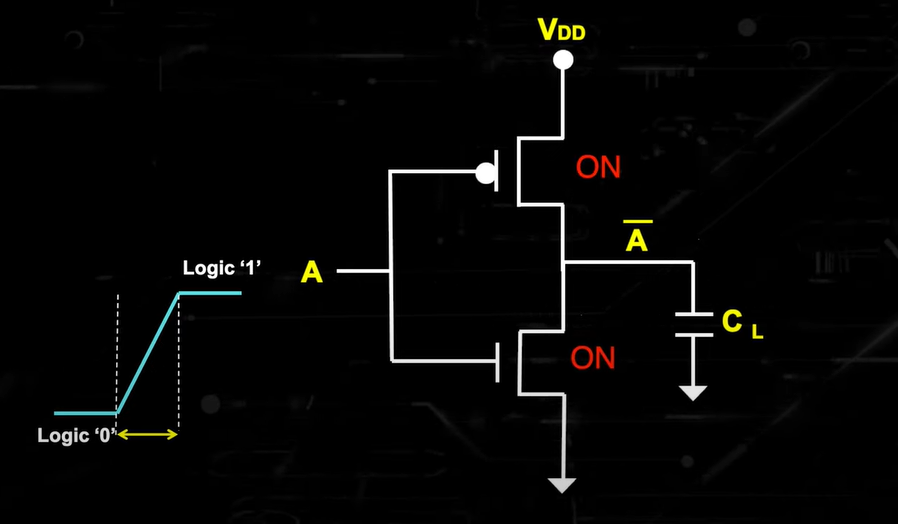 VDD
ON
A̅
Logic ‘1’
A
C L
ON
Logic ‘0’